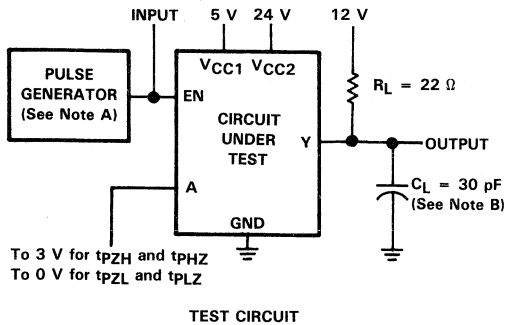 INPUT 5 V 24 V 12 V
PULSE
GENERATOR
(See Note A)
VCC1 VCC2
EN
CIRCUIT
UNDER
TEST
Y
A
GND
RL = 22 Ω
OUTPUT
CL = 30 pF
(See Note B)
To 3 V for tPZH and tPHZ
To 0 V for tPZL and tPLZ
TEST CIRCUIT